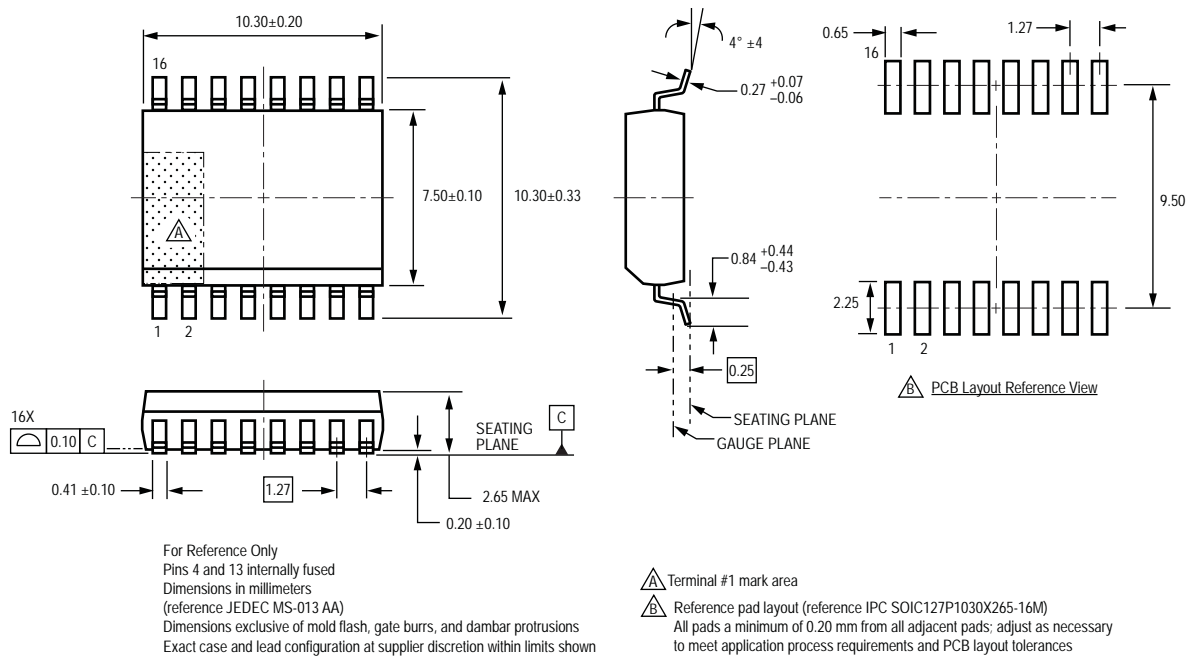 10.30±0.20
16
7.50±0.10
10.30±0.33
A
1 2
4° ±4
0.27 +0.07 −0.06
0.84 +0.44 −0.43
0.25
SEATING PLANE
GAUGE PLANE
0.65
16
1.27
9.50
2.25
1 2
B PCB Layout Reference View
16X
0.10 C
SEATING
PLANE
C
0.41 ±0.10
1.27
2.65 MAX
0.20 ±0.10
For Reference Only
Pins 4 and 13 internally fused
Dimensions in millimeters
(reference JEDEC MS-013 AA)
Dimensions exclusive of mold flash, gate burrs, and dambar protrusions
Exact case and lead configuration at supplier discretion within limits shown
A Terminal #1 mark area
B Reference pad layout (reference IPC SOIC127P1030X265-16M)
All pads a minimum of 0.20 mm from all adjacent pads; adjust as necessary
to meet application process requirements and PCB layout tolerances